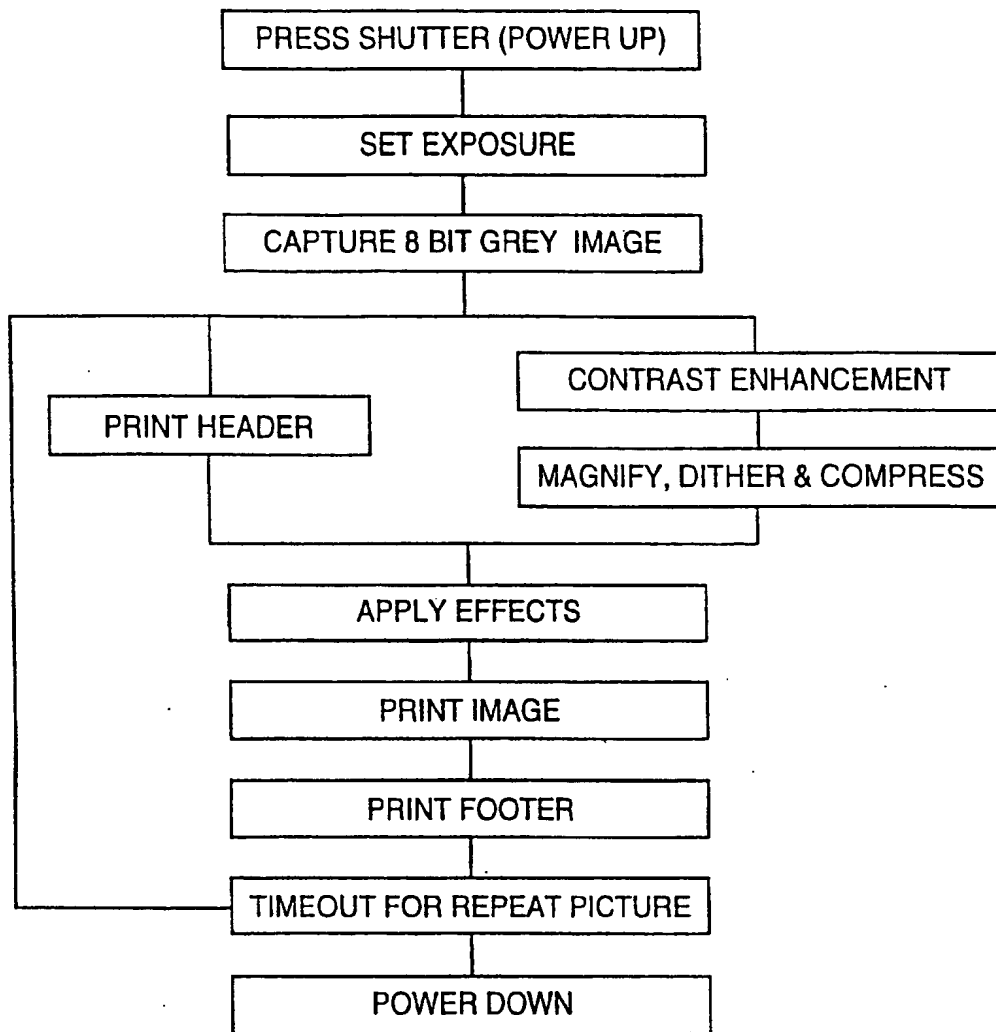 PRESS SHUTTER (POWER UP)
SET EXPOSURE
CAPTURE 8 BIT GREY IMAGE
CONTRAST ENHANCEMENT
PRINT HEADER
MAGNIFY, DITHER & COMPRESS
APPLY EFFECTS
PRINT IMAGE
PRINT FOOTER
TIMEOUT FOR REPEAT PICTURE
POWER DOWN